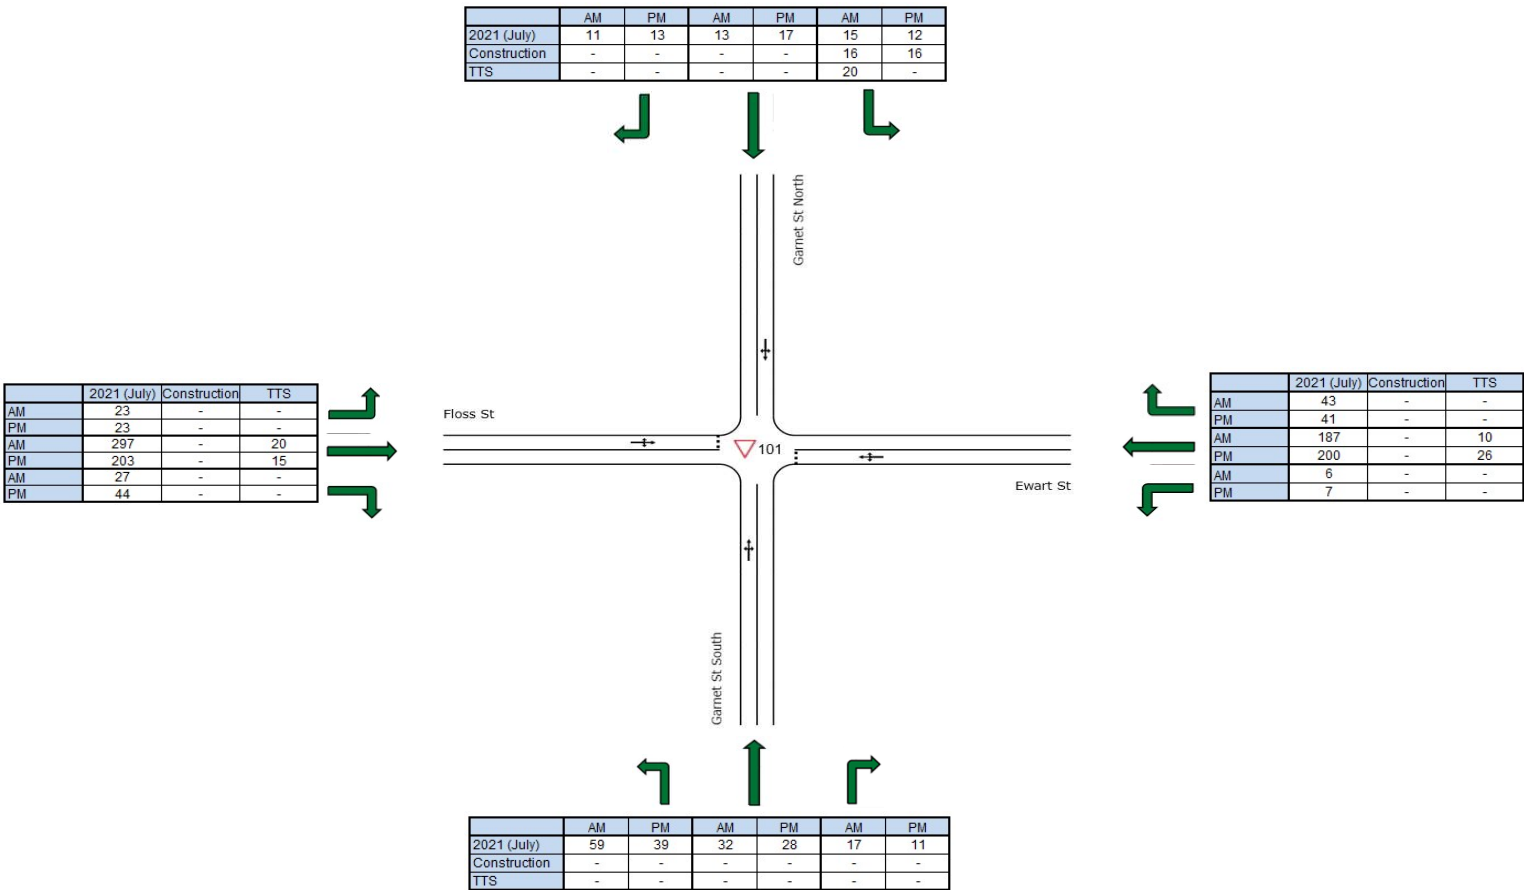 AM PM AM PM AM PM
2021 (July) 11 13 13 17 15 12
Construction - - - - 16 16
TTS - - - - 20 -
Garnet St North
2021 (July) Construction TTS
AM 23 - -
PM 23 - -
AM 297 - 20
PM 203 - 15
AM 27 - -
PM 44 - -
Floss St
101
Ewart St
2021 (July) Construction TTS
AM 43 - -
PM 41 - -
AM 187 - 10
PM 200 - 26
AM 6 - -
PM 7 - -
Garnet St South
AM PM AM PM AM PM
2021 (July) 59 39 32 28 17 11
Construction - - - - - -
TTS - - - - - -